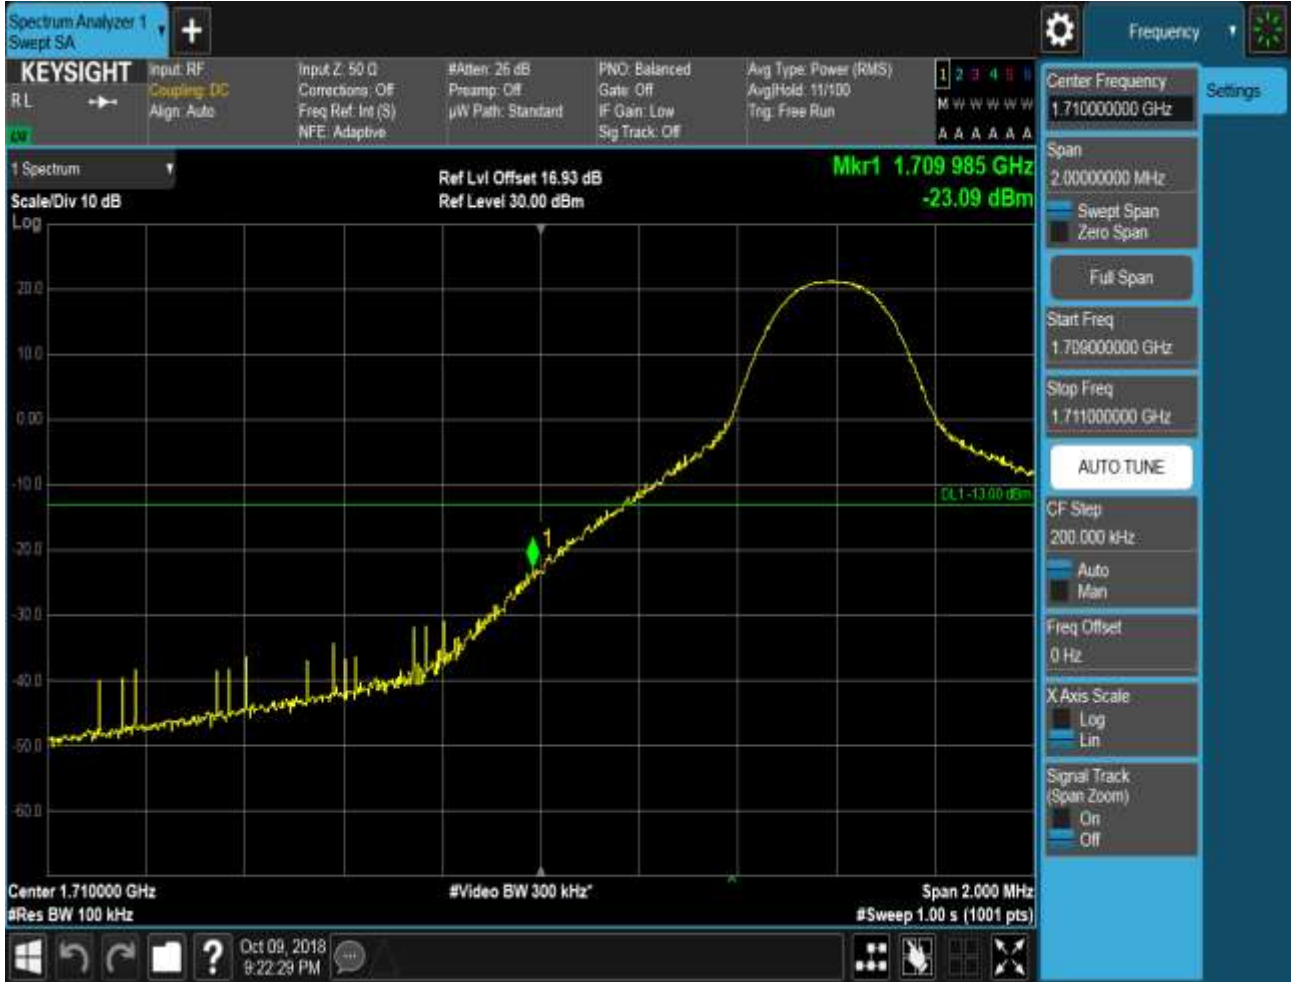 Spectrum Analyzer 1
Swept SA
+
Frequency
KEYSIGHT
R L
Input: RF
Coupling: DC
Align: Auto
Input Z: 50 Ω
Corrections: Off
Freq Ref: Int (S)
NFE: Adaptive
#Atten: 26 dB
Preamp: Off
µW Path: Standard
PNO: Balanced
Gate: Off
IF Gain: Low
Sig Track: Off
Avg Type: Power (RMS)
Avg|Hold: 11/100
Trig: Free Run
1 2 3 4 5 6
M W W W W W
A A A A A A
1 Spectrum
Scale/Div 10 dB
Log
Ref Lvl Offset 16.93 dB
Ref Level 30.00 dBm
Mkr1 1.709 985 GHz
-23.09 dBm
20.0
10.0
0.00
-10.0
-20.0
-30.0
-40.0
-50.0
-60.0
DL1 -13.00 dBm
1
Center 1.710000 GHz
#Video BW 300 kHz*
Span 2.000 MHz
#Res BW 100 kHz
#Sweep 1.00 s (1001 pts)
?
Oct 09, 2018
9:22:29 PM
Center Frequency
1.710000000 GHz
Settings
Span
2.00000000 MHz
Swept Span
Zero Span
Full Span
Start Freq
1.709000000 GHz
Stop Freq
1.711000000 GHz
AUTO TUNE
CF Step
200.000 kHz
Auto
Man
Freq Offset
0 Hz
X Axis Scale
Log
Lin
Signal Track
(Span Zoom)
On
Off